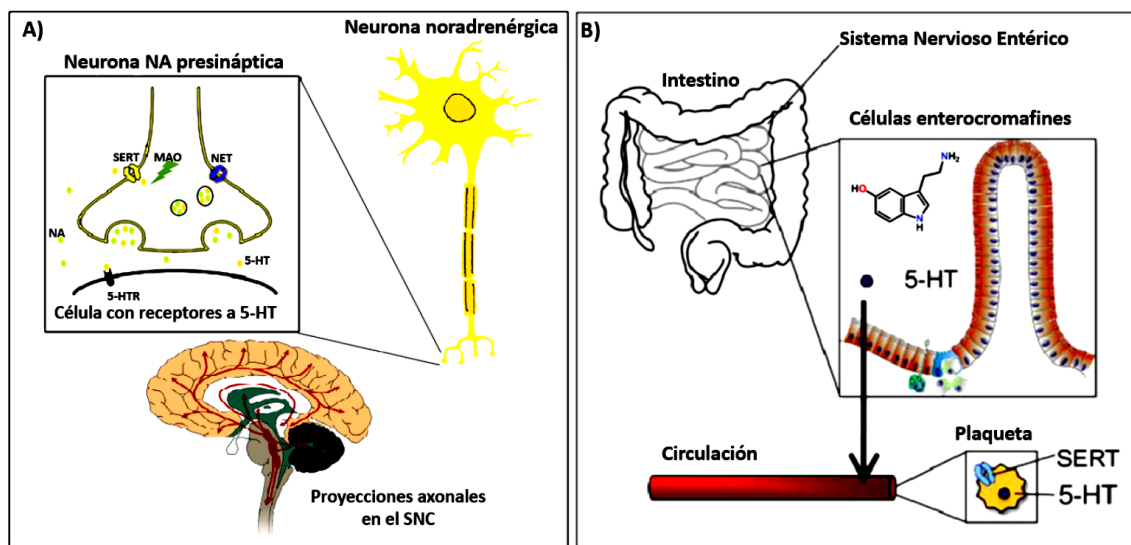 A)
Neurona noradrenérgica
Neurona NA presináptica
SERT
MAO
NET
NA
5-HT
5-HTR
Célula con receptores a 5-HT
Proyecciones axonales
en el SNC
B)
Sistema Nervioso Entérico
Intestino
Células enterocromafines
NH2
HO
N
H
5-HT
Circulación
Plaqueta
SERT
5-HT